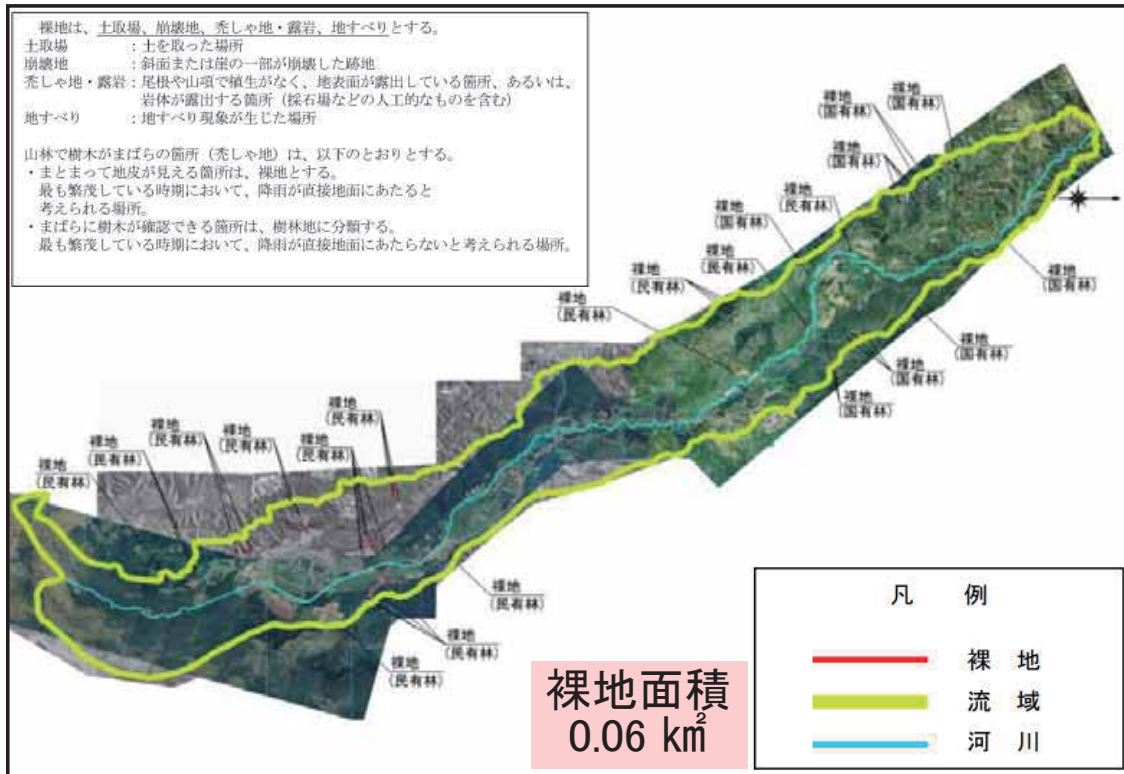 裸地は、土取場、崩壊地、禿しゃ地・露岩、地すべりとする。
土取場　　　　：土を取った場所
崩壊地　　　　：斜面または崖の一部が崩壊した跡地
禿しゃ地・露岩：尾根や山項で植生がなく、地表面が露出している箇所、あるいは、
岩体が露出する箇所（採石場などの人工的なものを含む）
地すべり　　　：地すべり現象が生じた場所
山林で樹木がまばらの箇所（禿しゃ地）は、以下のとおりとする。
・まとまって地皮が見える箇所は、裸地とする。
最も繁茂している時期において、降雨が直接地面にあたると
考えられる場所。
・まばらに樹木が確認できる箇所は、樹林地に分類する。
最も繁茂している時期において、降雨が直接地面にあたらないと考えられる場所。
裸地
(国有林)
裸地
(国有林)
裸地
(国有林)
裸地
(民有林)
裸地
(国有林)
裸地
(民有林)
裸地
(民有林)
裸地
(民有林)
裸地
(国有林)
裸地
(国有林)
裸地
(国有林)
裸地
(国有林)
裸地
(民有林)
裸地
(民有林)
裸地
(民有林)
裸地
(民有林)
裸地
(民有林)
裸地
(民有林)
裸地
(民有林)
裸地
(民有林)
裸地
(民有林)
裸地面積
0.06 km²
凡　例
裸 地
流 域
河 川